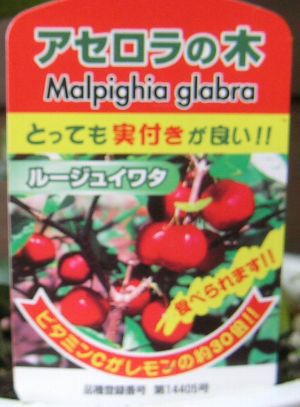 アセロラの木
Malpighia glabra
とっても実付きが良い!!
ルージュイワタ
食べられます!!
ビタミンCがレモンの約30倍!!
品種登録番号 第14405号